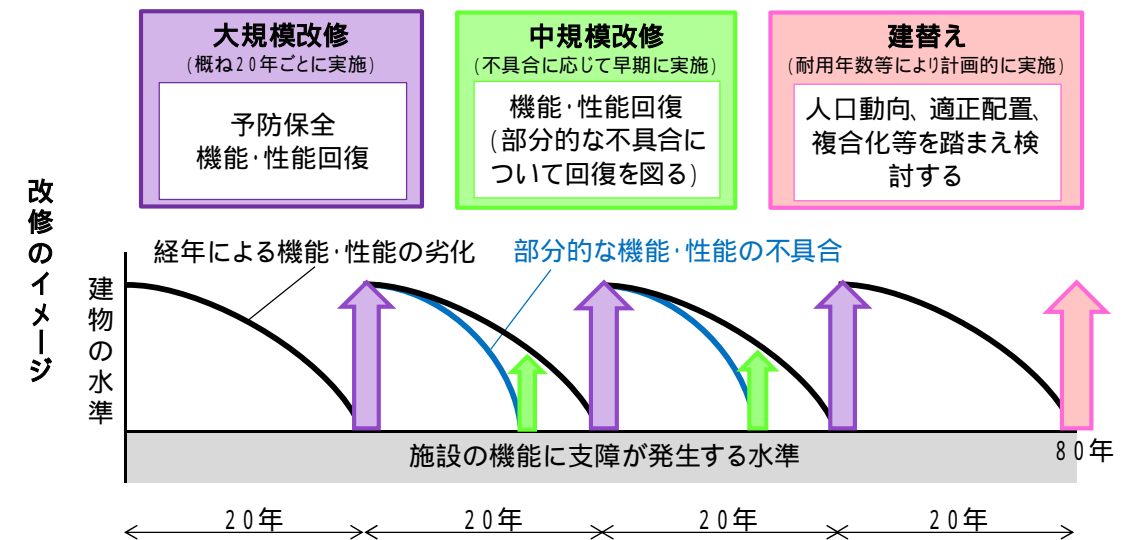 大規模改修
(概ね20年ごとに実施)
予防保全
機能・性能回復
中規模改修
(不具合に応じて早期に実施)
機能・性能回復
(部分的な不具合に
ついて回復を図る)
建替え
(耐用年数等により計画的に実施)
人口動向、適正配置、
複合化等を踏まえ検
討する
改修のイメージ
経年による機能・性能の劣化
部分的な機能・性能の不具合
建物の水準
施設の機能に支障が発生する水準
80年
20年
20年
20年
20年